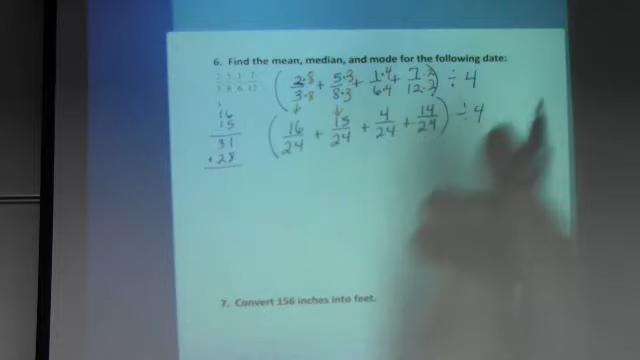 6. Find the mean, median, and mode for the following date:
2/3, 5/8, 1/6, 7/12
(2·8/3·8 + 5·3/8·3 + 1·4/6·4 + 7·2/12·2) ÷ 4
(16/24 + 15/24 + 4/24 + 14/24) ÷ 4
1
16
15
31
+28
7. Convert 156 inches into feet.